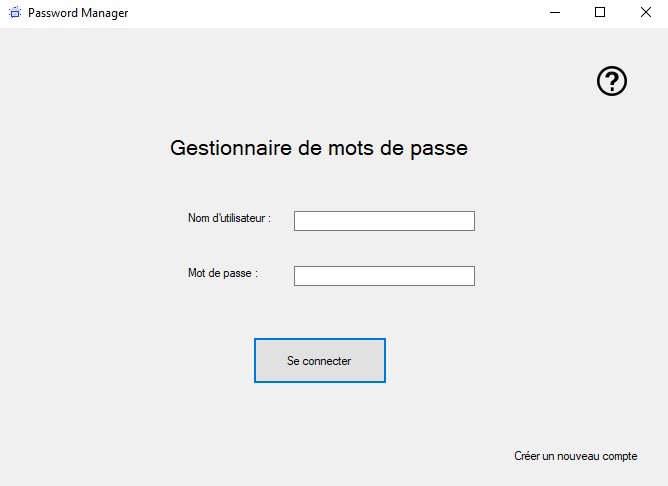 Password Manager
?
Gestionnaire de mots de passe
Nom d'utilisateur :
Mot de passe :
Se connecter
Créer un nouveau compte